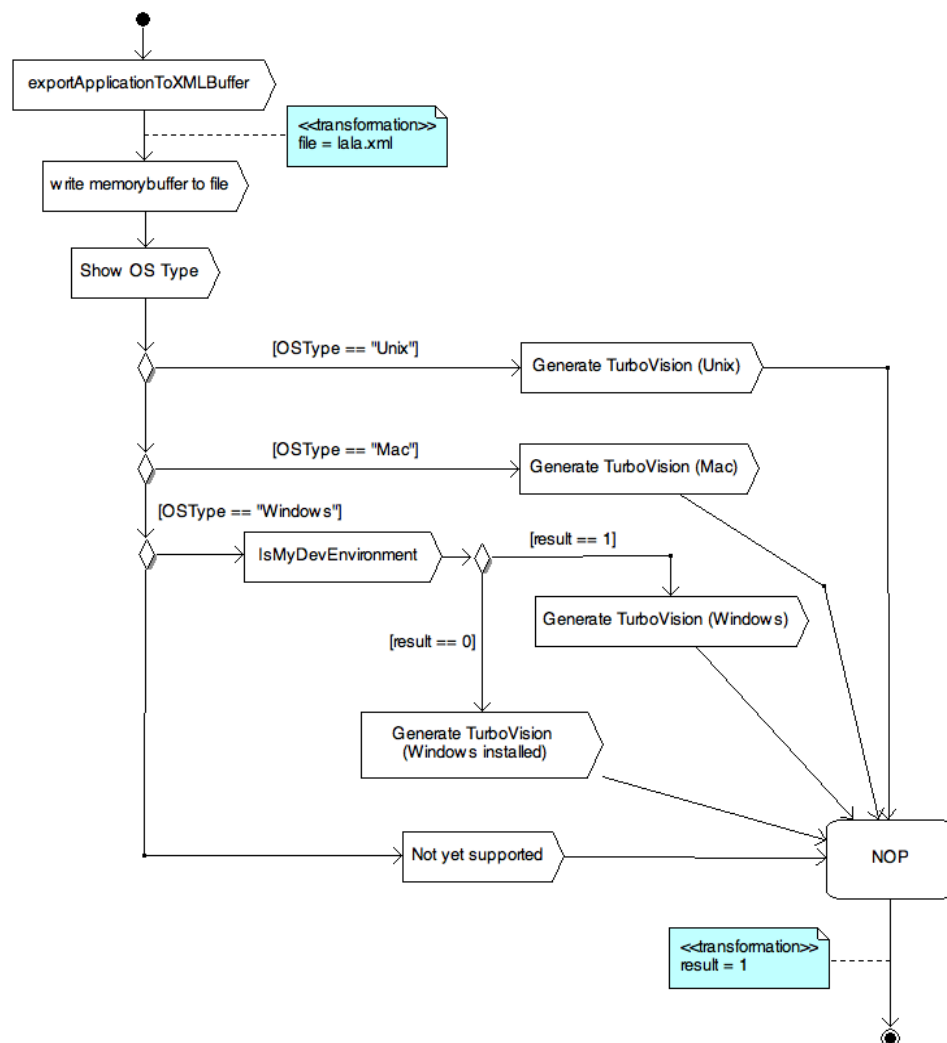 exportApplicationToXMLBuffer
<<transformation>>
file = lala.xml
write memorybuffer to file
Show OS Type
[OSType == "Unix"]
Generate TurboVision (Unix)
[OSType == "Mac"]
Generate TurboVision (Mac)
[OSType == "Windows"]
IsMyDevEnvironment
[result == 1]
Generate TurboVision (Windows)
[result == 0]
Generate TurboVision
(Windows installed)
Not yet supported
NOP
<<transformation>>
result = 1